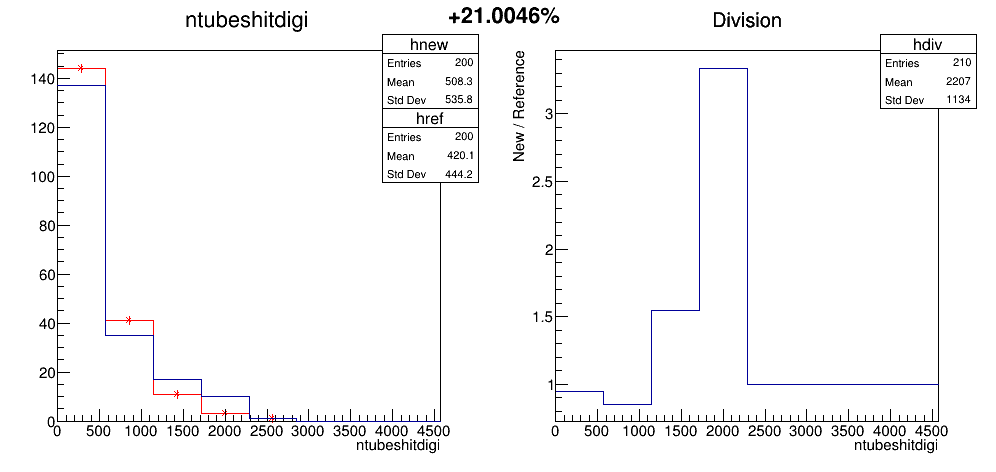 +21.0046%
ntubeshitdigi
hnew
Entries 200
Mean 508.3
Std Dev 535.8
href
Entries 200
Mean 420.1
Std Dev 444.2
140
120
100
80
60
40
20
0
0 500 1000 1500 2000 2500 3000 3500 4000 4500
ntubeshitdigi
Division
hdiv
Entries 210
Mean 2207
Std Dev 1134
New / Reference
3
2.5
2
1.5
1
0 500 1000 1500 2000 2500 3000 3500 4000 4500
ntubeshitdigi